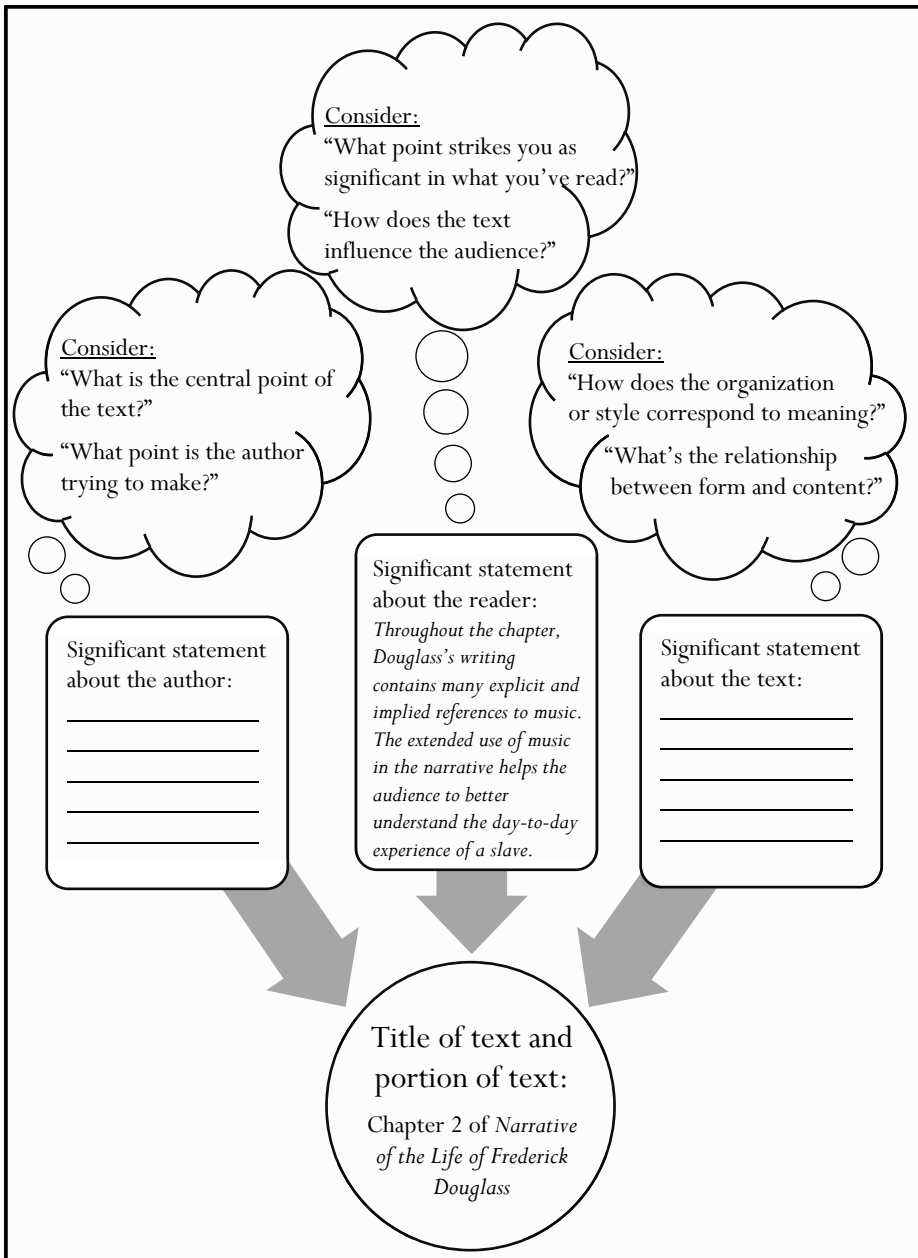 Consider:
“What point strikes you as
significant in what you’ve read?”
“How does the text
influence the audience?”
Consider:
“What is the central point of
the text?”
“What point is the author
trying to make?”
Consider:
“How does the organization
or style correspond to meaning?”
“What’s the relationship
between form and content?”
Significant statement
about the author:
Significant statement
about the reader:
Throughout the chapter,
Douglass’s writing
contains many explicit and
implied references to music.
The extended use of music
in the narrative helps the
audience to better
understand the day-to-day
experience of a slave.
Significant statement
about the text:
Title of text and
portion of text:
Chapter 2 of Narrative
of the Life of Frederick
Douglass